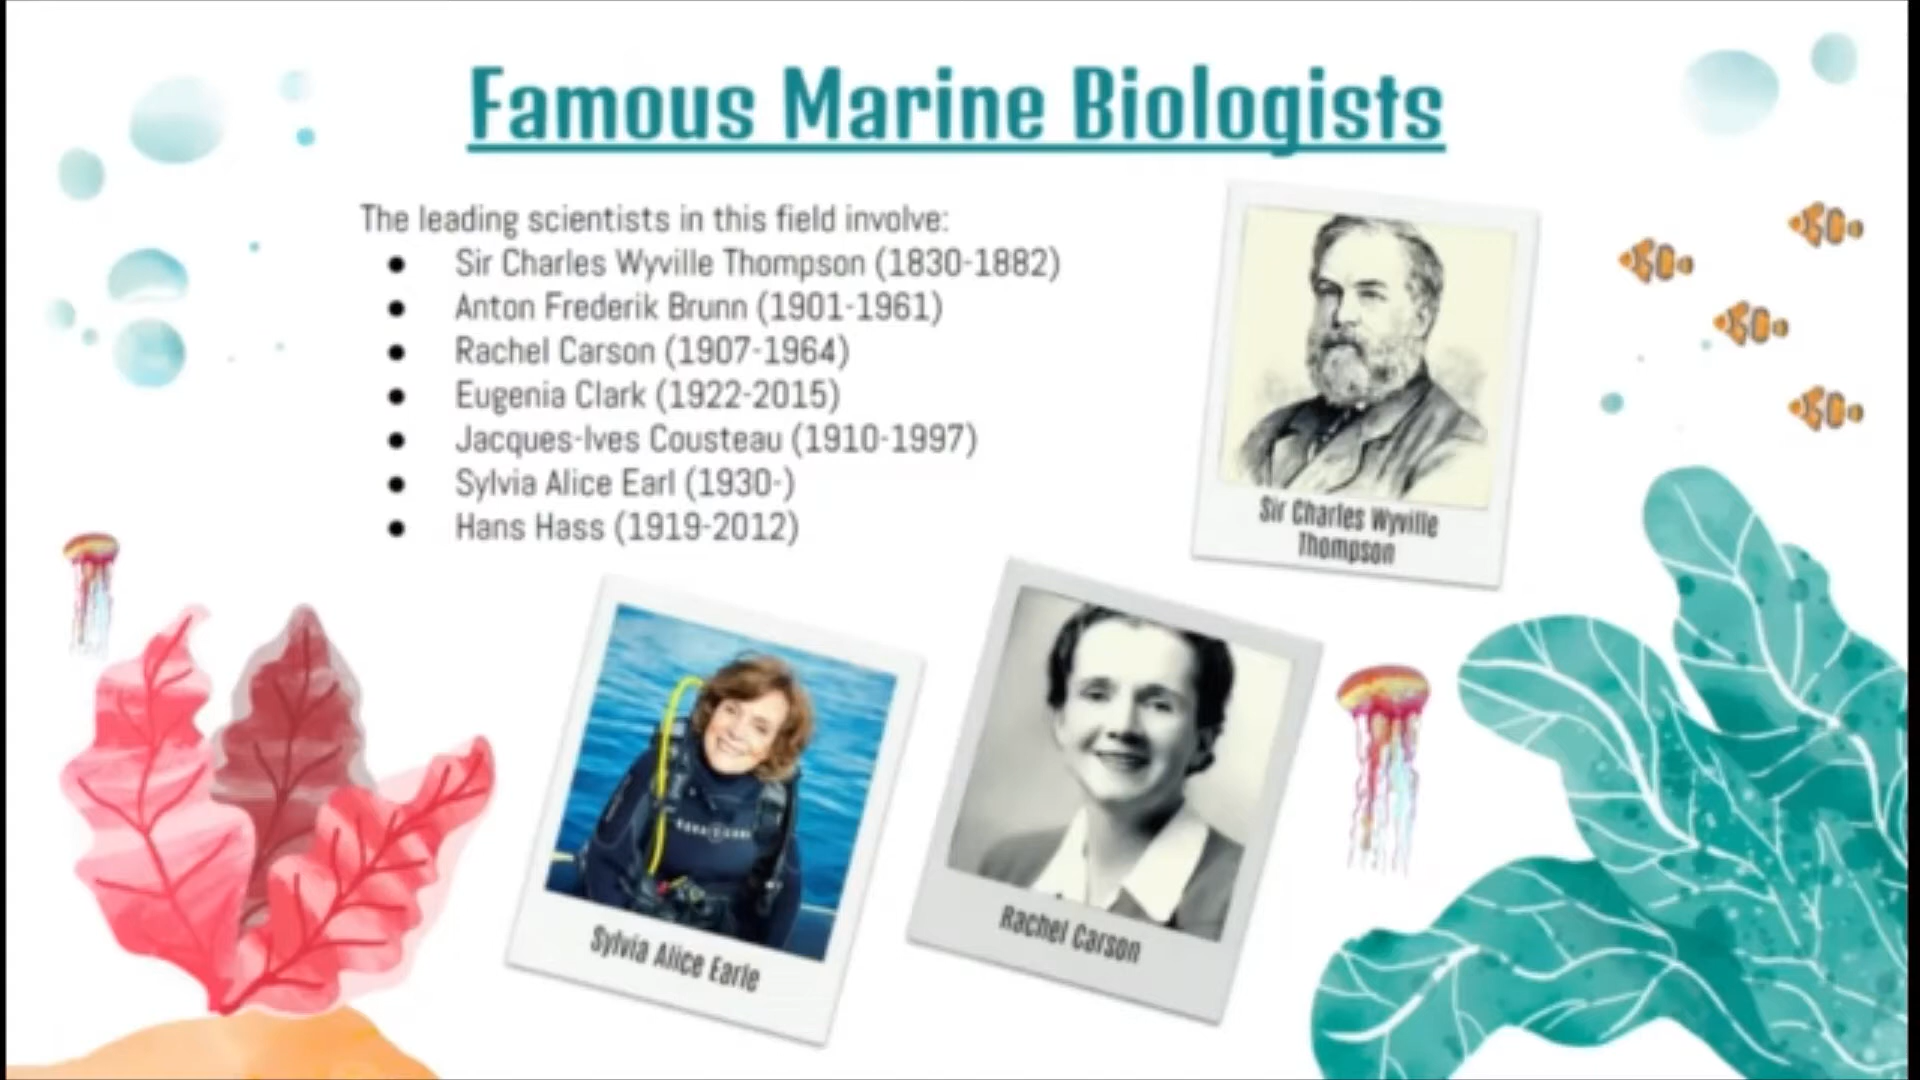 Famous Marine Biologists
The leading scientists in this field involve:
● Sir Charles Wyville Thompson (1830-1882)
● Anton Frederik Brunn (1901-1961)
● Rachel Carson (1907-1964)
● Eugenia Clark (1922-2015)
● Jacques-Ives Cousteau (1910-1997)
● Sylvia Alice Earl (1930-)
● Hans Hass (1919-2012)
Sir Charles Wyville
Thompson
Sylvia Alice Earle
Rachel Carson